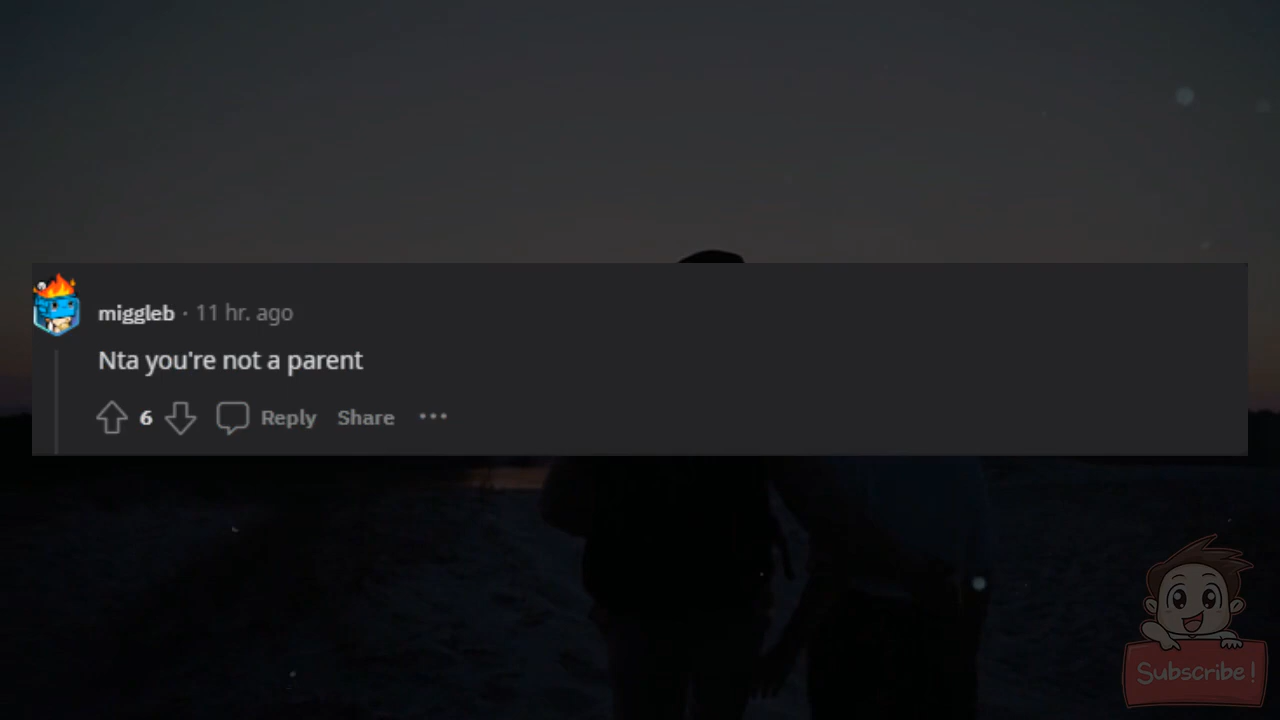 miggleb · 11 hr. ago
Nta you're not a parent
6 Reply Share ···
Subscribe!